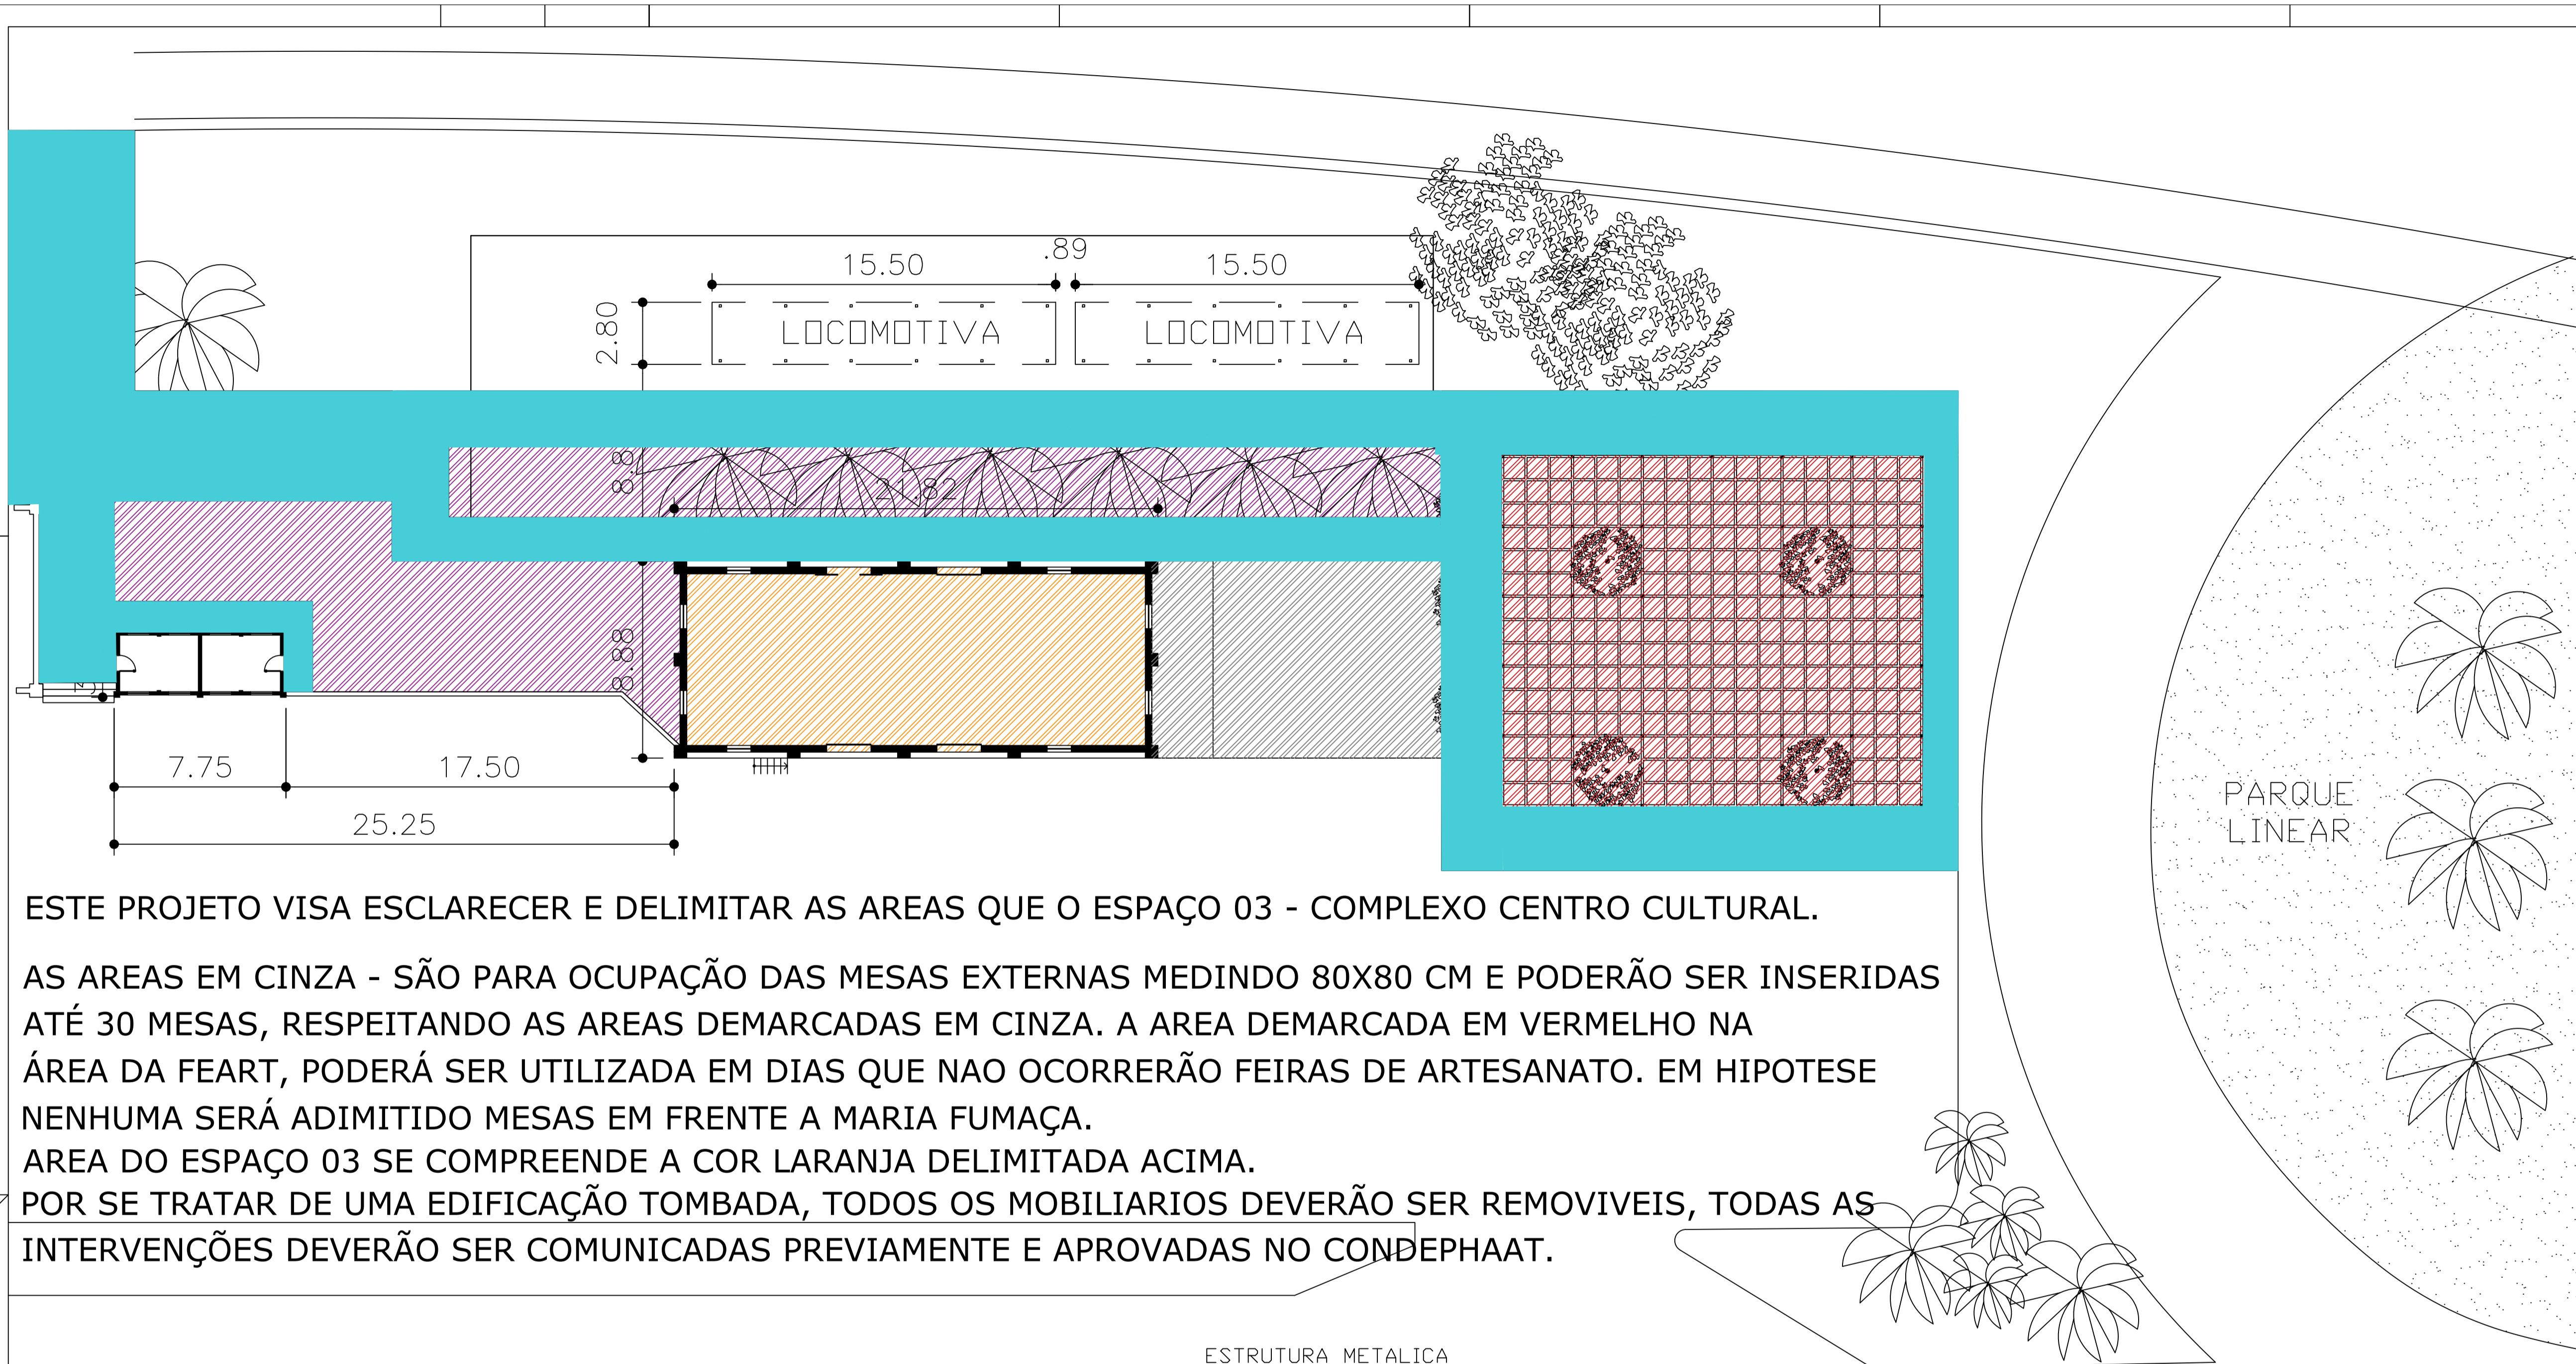 .89
15.50
15.50
2.80
LOCOMOTIVA
LOCOMOTIVA
8.8
21.82
8.88
7.75
17.50
25.25
PARQUE
LINEAR
ESTE PROJETO VISA ESCLARECER E DELIMITAR AS AREAS QUE O ESPAÇO 03 - COMPLEXO CENTRO CULTURAL.
AS AREAS EM CINZA - SÃO PARA OCUPAÇÃO DAS MESAS EXTERNAS MEDINDO 80X80 CM E PODERÃO SER INSERIDAS
ATÉ 30 MESAS, RESPEITANDO AS AREAS DEMARCADAS EM CINZA. A AREA DEMARCADA EM VERMELHO NA
ÁREA DA FEART, PODERÁ SER UTILIZADA EM DIAS QUE NAO OCORRERÃO FEIRAS DE ARTESANATO. EM HIPOTESE
NENHUMA SERÁ ADIMITIDO MESAS EM FRENTE A MARIA FUMAÇA.
AREA DO ESPAÇO 03 SE COMPREENDE A COR LARANJA DELIMITADA ACIMA.
POR SE TRATAR DE UMA EDIFICAÇÃO TOMBADA, TODOS OS MOBILIARIOS DEVERÃO SER REMOVIVEIS, TODAS AS
INTERVENÇÕES DEVERÃO SER COMUNICADAS PREVIAMENTE E APROVADAS NO CONDEPHAAT.
ESTRUTURA METALICA